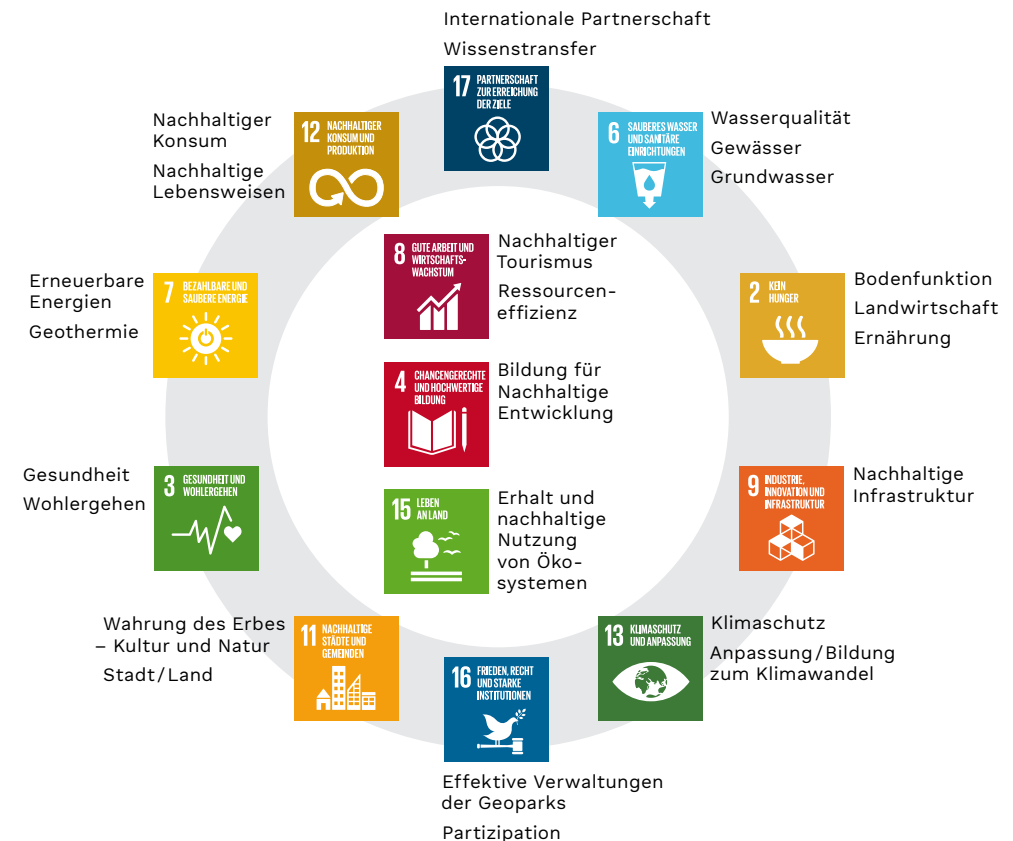 Internationale Partnerschaft
Wissenstransfer
17 PARTNERSCHAFT
ZUR ERREICHUNG
DER ZIELE
Nachhaltiger
Konsum
Nachhaltige
Lebensweisen
12 NACHHALTIGER
KONSUM UND
PRODUKTION
6 SAUBERES WASSER
UND SANITÄRE
EINRICHTUNGEN
Wasserqualität
Gewässer
Grundwasser
8 GUTE ARBEIT UND
WIRTSCHAFTS-
WACHSTUM
Nachhaltiger
Tourismus
Ressourcen-
effizienz
Erneuerbare
Energien
Geothermie
7 BEZAHLBARE UND
SAUBERE ENERGIE
2 KEIN
HUNGER
Bodenfunktion
Landwirtschaft
Ernährung
4 CHANCENGERECHTE
UND HOCHWERTIGE
BILDUNG
Bildung für
Nachhaltige
Entwicklung
Gesundheit
Wohlergehen
3 GESUNDHEIT UND
WOHLERGEHEN
15 LEBEN
AN LAND
Erhalt und
nachhaltige
Nutzung
von Öko-
systemen
9 INDUSTRIE,
INNOVATION UND
INFRASTRUKTUR
Nachhaltige
Infrastruktur
Wahrung des Erbes
– Kultur und Natur
Stadt/Land
11 NACHHALTIGE
STÄDTE UND
GEMEINDEN
16 FRIEDEN, RECHT
UND STARKE
INSTITUTIONEN
13 KLIMASCHUTZ
UND ANPASSUNG
Klimaschutz
Anpassung/Bildung
zum Klimawandel
Effektive Verwaltungen
der Geoparks
Partizipation